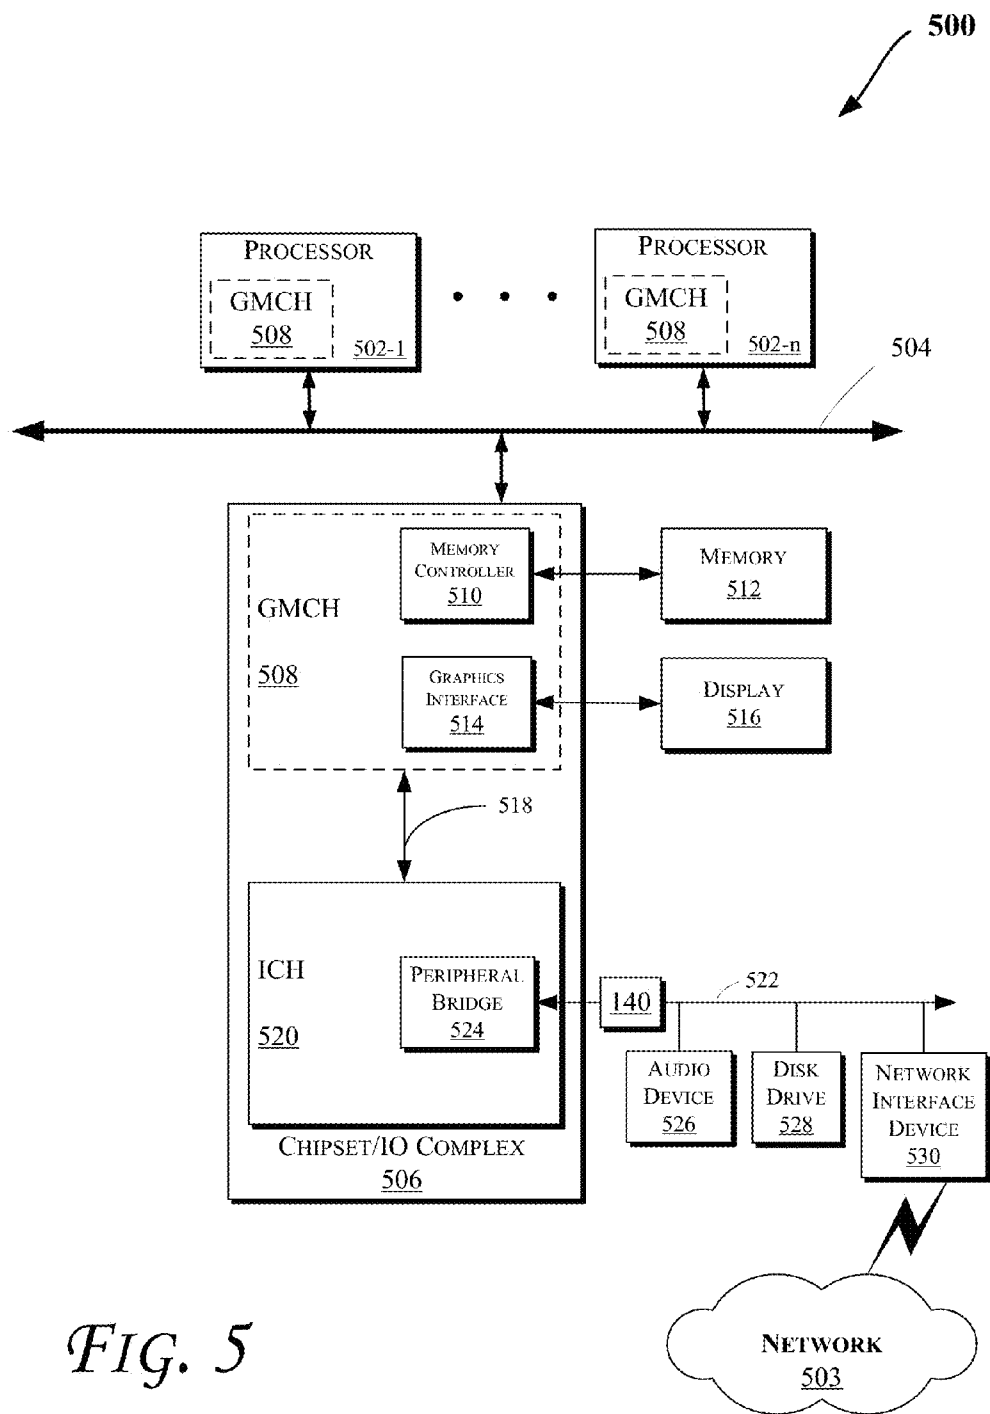 500
PROCESSOR
GMCH
508
502-1
PROCESSOR
GMCH
508
502-n
504
MEMORY
CONTROLLER
510
MEMORY
512
GMCH
508
GRAPHICS
INTERFACE
514
DISPLAY
516
518
ICH
520
PERIPHERAL
BRIDGE
524
140
522
AUDIO
DEVICE
526
DISK
DRIVE
528
NETWORK
INTERFACE
DEVICE
530
CHIPSET/IO COMPLEX
506
NETWORK
503
FIG. 5